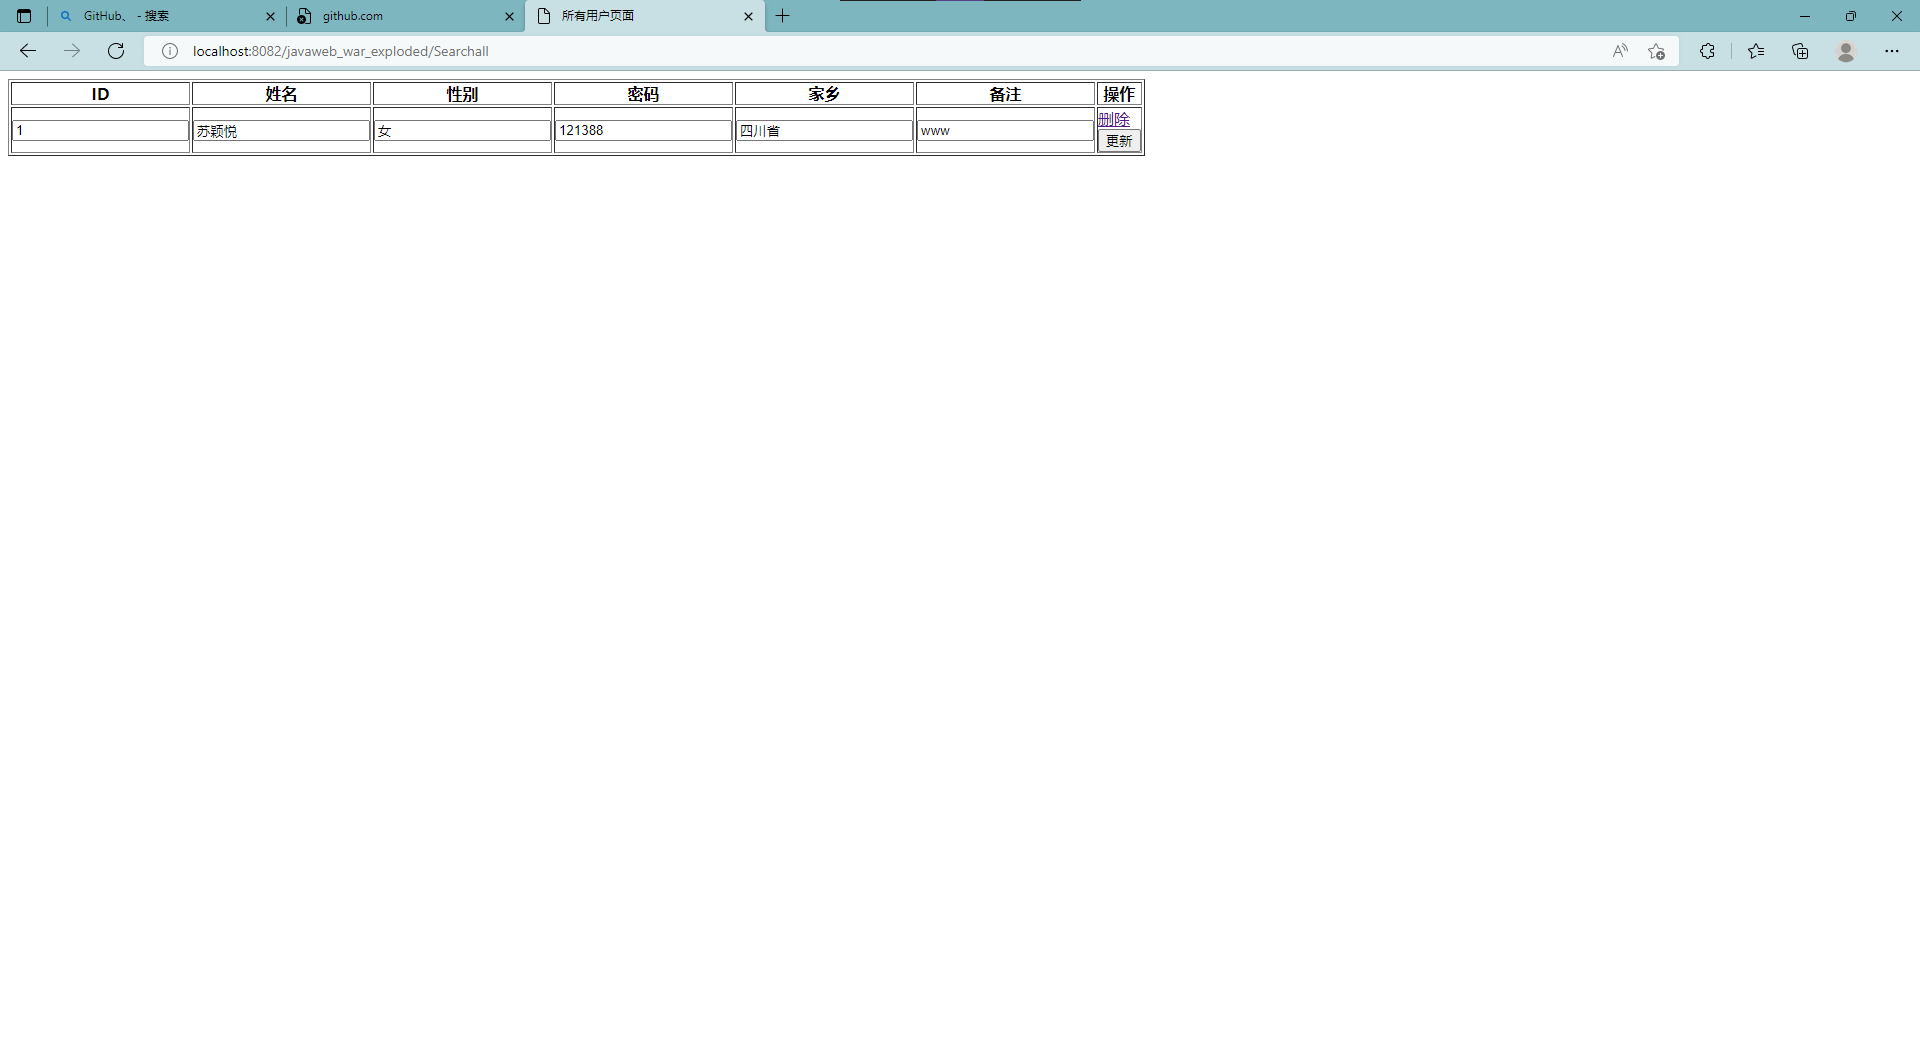 GitHub、 - 搜索
github.com
所有用户页面
localhost:8082/javaweb_war_exploded/Searchall
ID 姓名 性别 密码 家乡 备注 操作
1 苏颖悦 女 121388 四川省 www 删除
更新